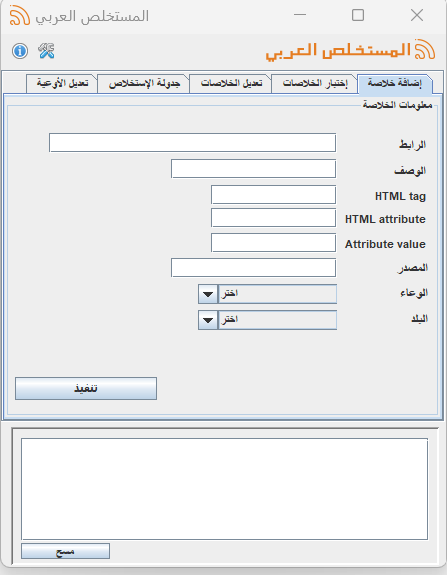 المستخلص العربي
المستخلص العربي
إضافة خلاصة إختبار الخلاصات تعديل الخلاصات جدولة الإستخلاص تعديل الأوعية
معلومات الخلاصة
الرابط
الوصف
HTML tag
HTML attribute
Attribute value
المصدر
الوعاء اختر
البلد اختر
تنفيذ
مسح